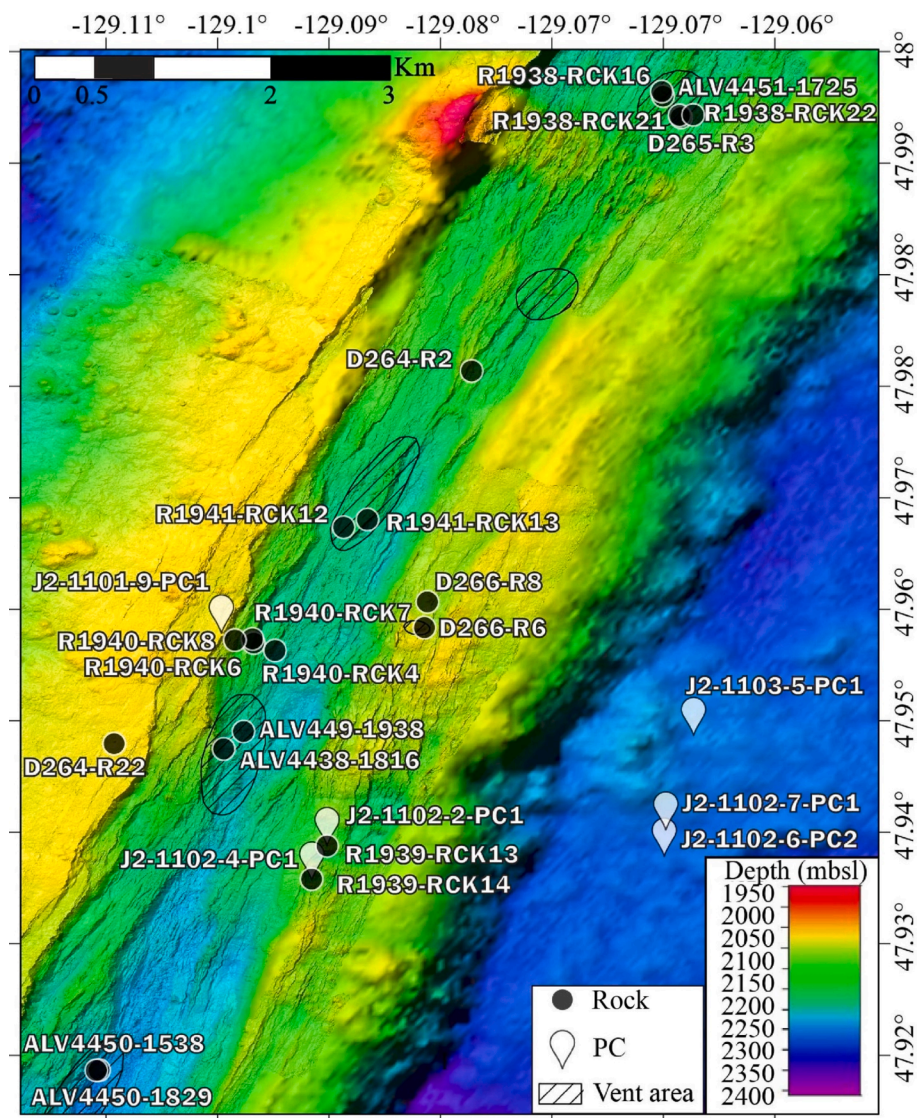 -129.11° -129.1° -129.09° -129.08° -129.07° -129.07° -129.06°
48°
Km
0 0.5 2 3
R1938-RCK16
ALV4451-1725
R1938-RCK21
R1938-RCK22
D265-R3
47.99°
47.98°
D264-R2
47.98°
47.97°
R1941-RCK12
R1941-RCK13
J2-1101-9-PC1
D266-R8
47.96°
R1940-RCK7
D266-R6
R1940-RCK8
R1940-RCK6
R1940-RCK4
J2-1103-5-PC1
47.95°
ALV449-1938
ALV4438-1816
D264-R22
J2-1102-7-PC1
J2-1102-2-PC1
47.94°
J2-1102-6-PC2
J2-1102-4-PC1
R1939-RCK13
R1939-RCK14
47.93°
ALV4450-1538
ALV4450-1829
47.92°
Depth (mbsl)
1950
2000
2050
2100
2150
2200
2250
2300
2350
2400
Rock
PC
Vent area